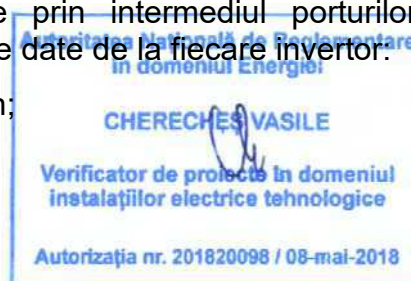 e prin intermediul porturilor
e date de la fiecare invertor:
Autoritatea Națională de Reglementare
în domeniul Energiei
n;
CHERECHEȘ VASILE
Verificator de proiecte în domeniul
instalațiilor electrice tehnologice
Autorizația nr. 201820098 / 08-mai-2018